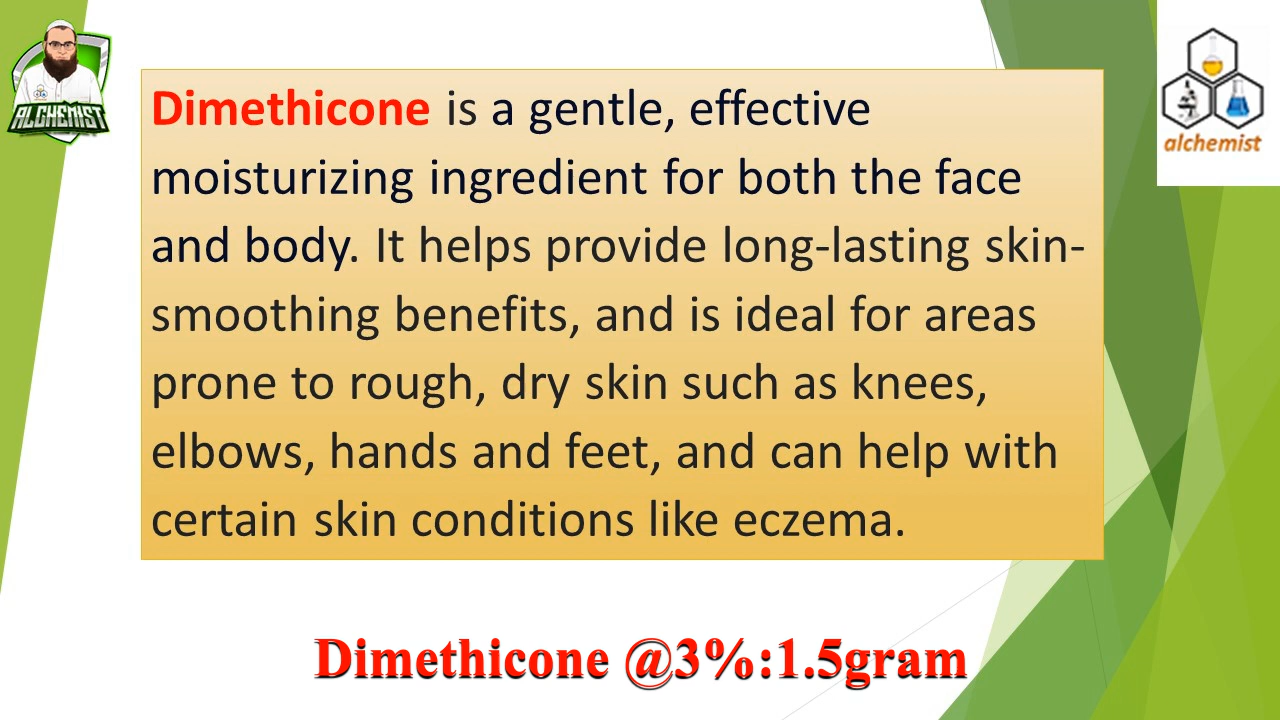 ALCHEMIST
alchemist
Dimethicone is a gentle, effective
moisturizing ingredient for both the face
and body. It helps provide long-lasting skin-
smoothing benefits, and is ideal for areas
prone to rough, dry skin such as knees,
elbows, hands and feet, and can help with
certain skin conditions like eczema.
Dimethicone @3%:1.5gram